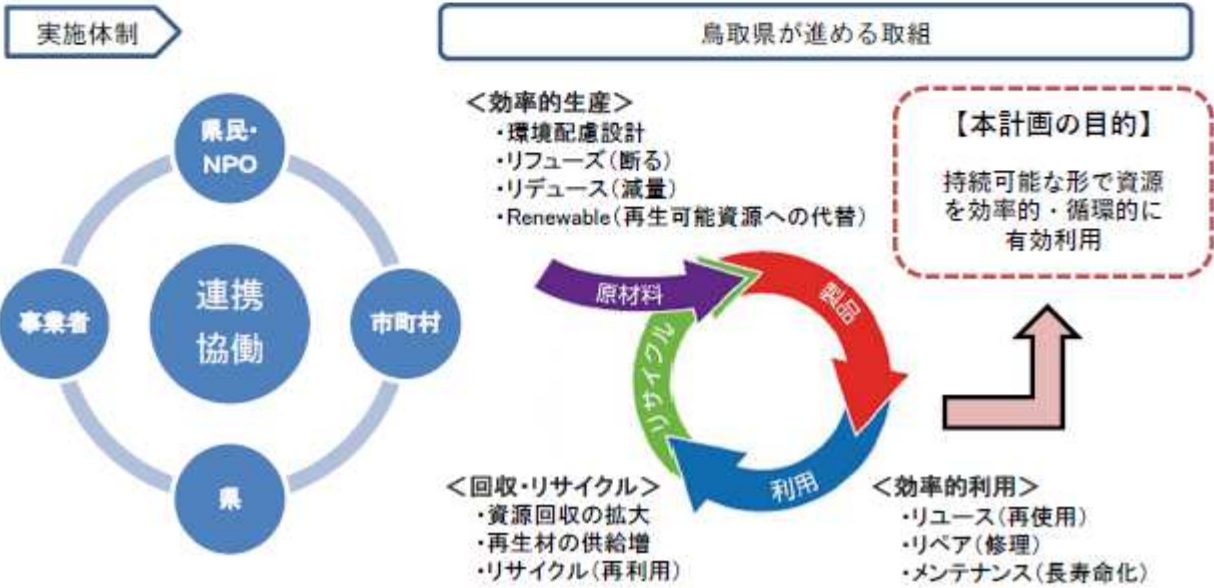 実施体制
鳥取県が進める取組
県民・
NPO
事業者
連携
協働
市町村
県
＜効率的生産＞
・環境配慮設計
・リフューズ（断る）
・リデュース（減量）
・Renewable（再生可能資源への代替）
【本計画の目的】
持続可能な形で資源
を効率的・循環的に
有効利用
原材料
製品
リサイクル
利用
＜回収・リサイクル＞
・資源回収の拡大
・再生材の供給増
・リサイクル（再利用）
＜効率的利用＞
・リユース（再使用）
・リペア（修理）
・メンテナンス（長寿命化）